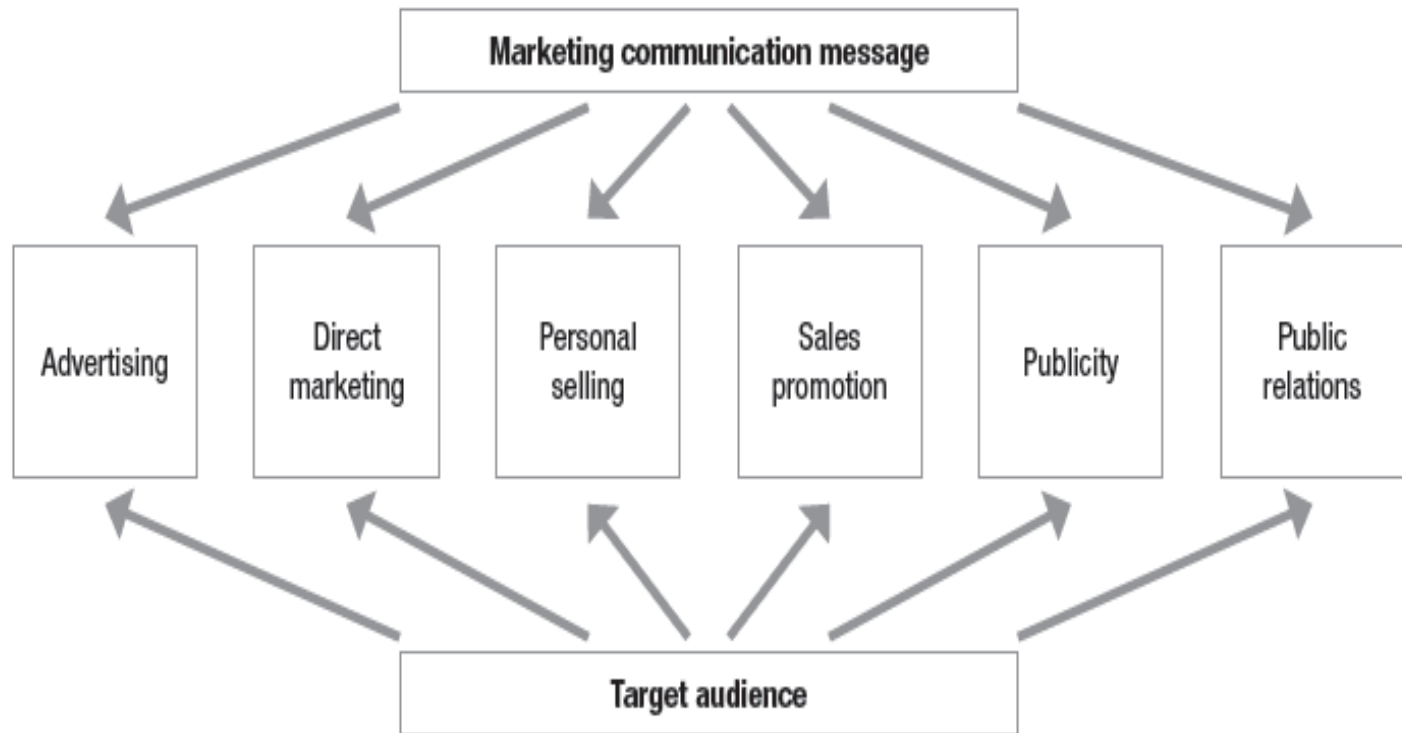 Marketing communication message
Advertising
Direct
marketing
Personal
selling
Sales
promotion
Publicity
Public
relations
Target audience